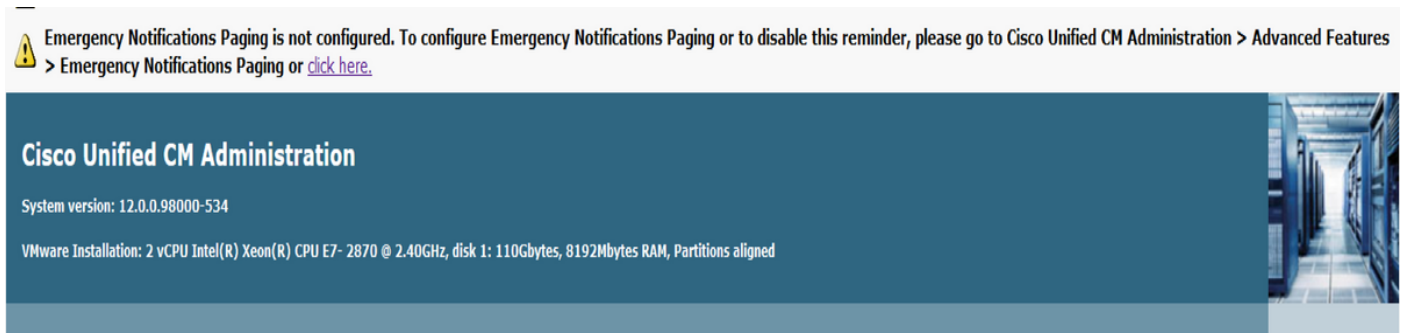 Emergency Notifications Paging is not configured. To configure Emergency Notifications Paging or to disable this reminder, please go to Cisco Unified CM Administration > Advanced Features
> Emergency Notifications Paging or click here.
Cisco Unified CM Administration
System version: 12.0.0.98000-534
VMware Installation: 2 vCPU Intel(R) Xeon(R) CPU E7- 2870 @ 2.40GHz, disk 1: 110Gbytes, 8192Mbytes RAM, Partitions aligned